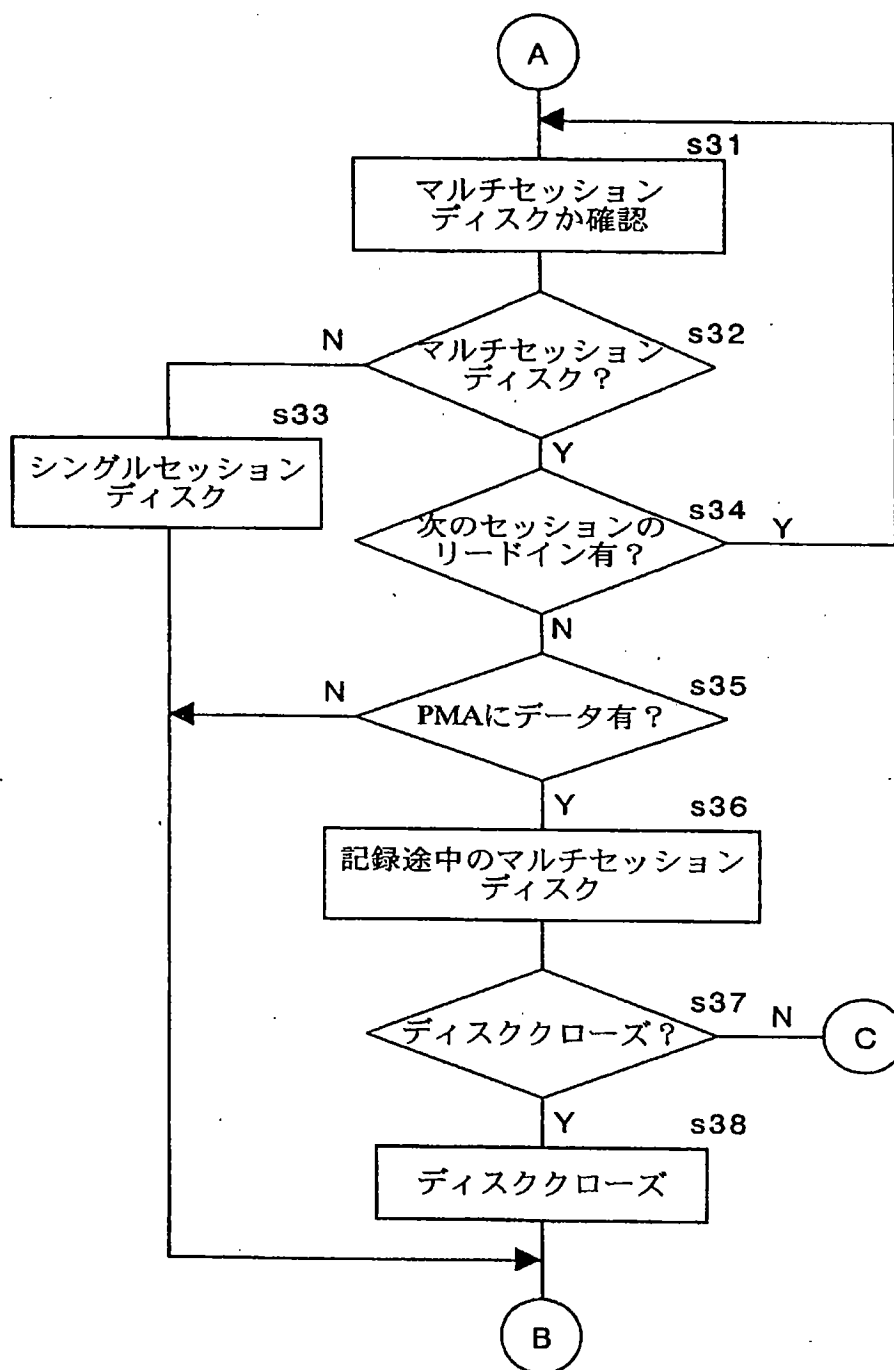 A
s31
マルチセッション
ディスクか確認
N
s32
マルチセッション
ディスク？
s33
シングルセッション
ディスク
Y
s34
次のセッションの
リードイン有？
Y
N
N
s35
PMAにデータ有？
Y
s36
記録途中のマルチセッション
ディスク
s37
ディスククローズ？
N
C
Y
s38
ディスククローズ
B